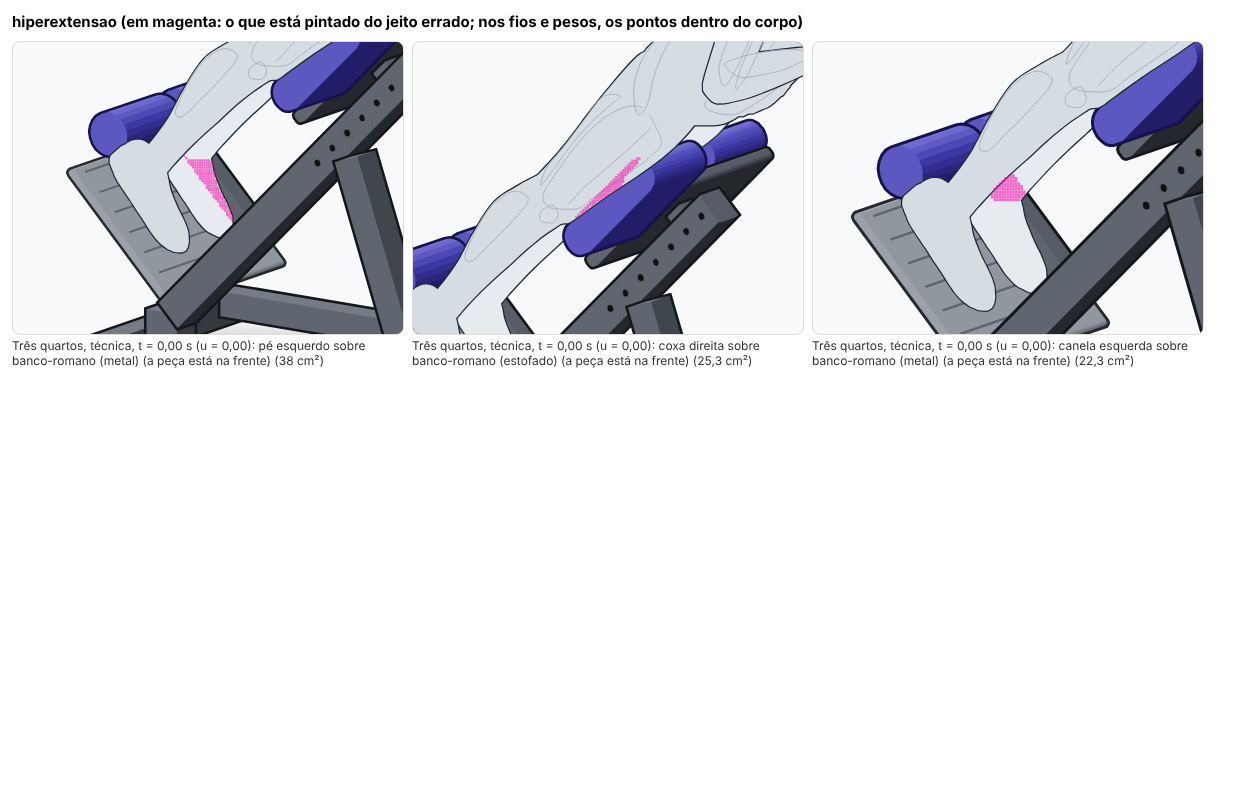 hiperextensao (em magenta: o que está pintado do jeito errado; nos fios e pesos, os pontos dentro do corpo)
Três quartos, técnica, t = 0,00 s (u = 0,00): pé esquerdo sobre
banco-romano (metal) (a peça está na frente) (38 cm²)
Três quartos, técnica, t = 0,00 s (u = 0,00): coxa direita sobre
banco-romano (estofado) (a peça está na frente) (25,3 cm²)
Três quartos, técnica, t = 0,00 s (u = 0,00): canela esquerda sobre
banco-romano (metal) (a peça está na frente) (22,3 cm²)